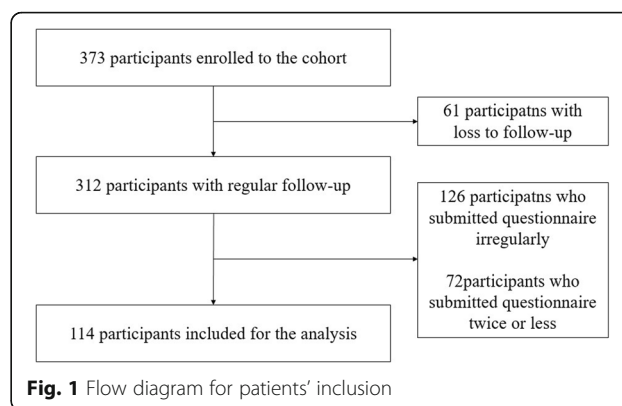 373 participants enrolled to the cohort
61 participatns with
loss to follow-up
312 participants with regular follow-up
126 participatns who
submitted questionnaire
irregularly
72participants who
submitted questionnaire
twice or less
114 participants included for the analysis
Fig. 1 Flow diagram for patients' inclusion